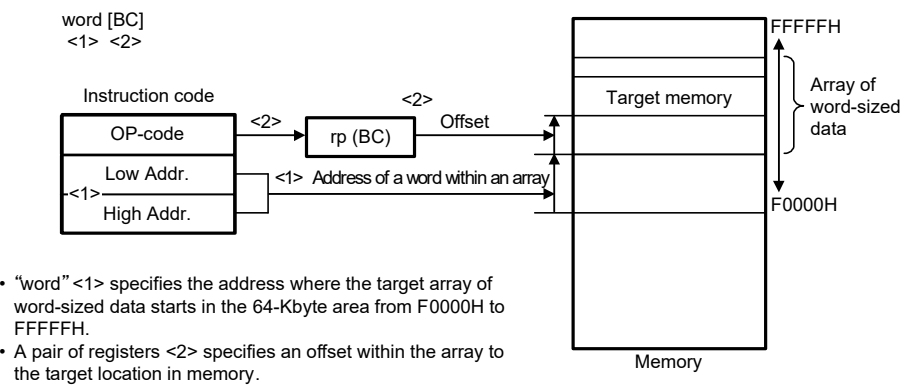 word [BC]
<1> <2>
FFFFFH
Instruction code
<2>
Array of
word-sized
data
Target memory
OP-code
<2>
rp (BC)
Offset
Low Addr.
<1>
<1> Address of a word within an array
High Addr.
F0000H
• “word” <1> specifies the address where the target array of
word-sized data starts in the 64-Kbyte area from F0000H to
FFFFFH.
• A pair of registers <2> specifies an offset within the array to
the target location in memory.
Memory